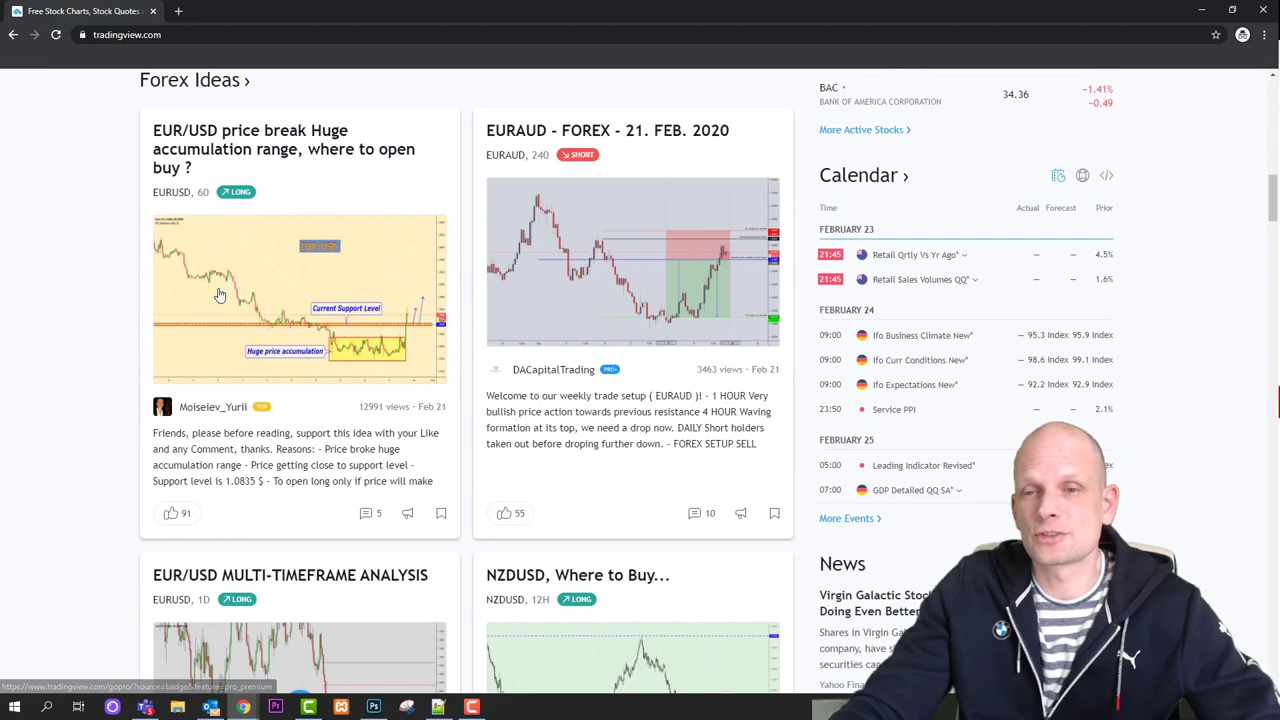 Free Stock Charts, Stock Quotes
tradingview.com
Forex Ideas ›
EUR/USD price break Huge
accumulation range, where to open
buy ?
EURUSD, 60 LONG
EUR/USD
Current Support Level
Huge price accumulation
Moiseiev_Yurii TOP 12991 views · Feb 21
Friends, please before reading, support this idea with your Like
and any Comment, thanks. Reasons: - Price broke huge
accumulation range - Price getting close to support level -
Support level is 1.0835 $ - To open long only if price will make
91 5
EURAUD - FOREX - 21. FEB. 2020
EURAUD, 240 SHORT
DACapitalTrading PRO+ 3463 views · Feb 21
Welcome to our weekly trade setup ( EURAUD )! - 1 HOUR Very
bullish price action towards previous resistance 4 HOUR Waving
formation at its top, we need a drop now. DAILY Short holders
taken out before droping further down. - FOREX SETUP SELL
55 10
EUR/USD MULTI-TIMEFRAME ANALYSIS
EURUSD, 1D LONG
NZDUSD, Where to Buy...
NZDUSD, 12H LONG
BAC 34.36 −1.41%
BANK OF AMERICA CORPORATION −0.49
More Active Stocks ›
Calendar ›
Time Actual Forecast Prior
FEBRUARY 23
21:45 Retail Qrtly Vs Yr Ago* — — 4.5%
21:45 Retail Sales Volumes QQ* — — 1.6%
FEBRUARY 24
09:00 Ifo Business Climate New* — 95.3 Index 95.9 Index
09:00 Ifo Curr Conditions New* — 98.6 Index 99.1 Index
09:00 Ifo Expectations New* — 92.2 Index 92.9 Index
23:50 Service PPI — — 2.1%
FEBRUARY 25
05:00 Leading Indicator Revised*
07:00 GDP Detailed QQ SA*
More Events ›
News
Virgin Galactic Stock
Doing Even Better
Shares in Virgin
company, have
securities
Yahoo
https://www.tradingview.com/gopro/?source=badge&feature=pro_premium